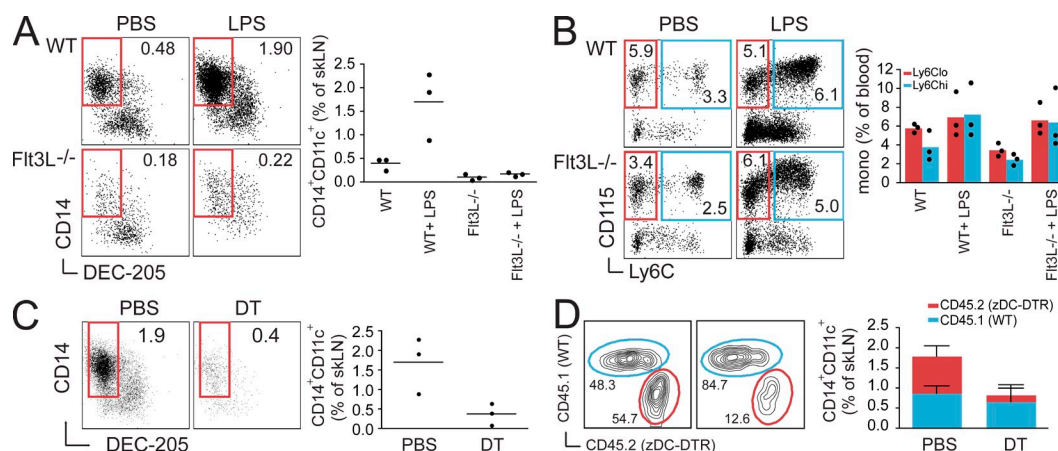 A
PBS
LPS
WT
0.48
1.90
Flt3L-/-
0.18
0.22
CD14
DEC-205
CD14⁺CD11c⁺ (% of skLN)
2.5
2.0
1.5
1.0
0.5
0.0
WT
WT+ LPS
Flt3L-/-
Flt3L-/- + LPS
B
PBS
LPS
WT
5.9
3.3
5.1
6.1
Flt3L-/-
3.4
2.5
6.1
5.0
CD115
Ly6C
Ly6Clo
Ly6Chi
mono (% of blood)
12
10
8
6
4
2
0
WT
WT + LPS
Flt3L-/-
Flt3L-/- + LPS
C
PBS
DT
1.9
0.4
CD14
DEC-205
CD14⁺CD11c⁺
(% of skLN)
2.5
2.0
1.5
1.0
0.5
0.0
PBS
DT
D
CD45.1 (WT)
48.3
54.7
84.7
12.6
CD45.2 (zDC-DTR)
CD45.2 (zDC-DTR)
CD45.1 (WT)
CD14⁺CD11c⁺
(% of skLN)
2.5
2.0
1.5
1.0
0.5
0.0
PBS
DT